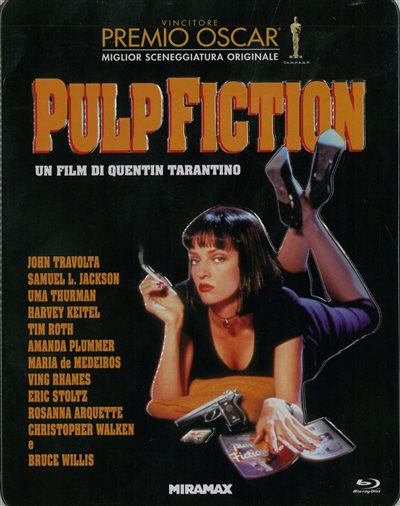 VINCITORE
PREMIO OSCAR
MIGLIOR SCENEGGIATURA ORIGINALE
PULP FICTION
UN FILM DI QUENTIN TARANTINO
JOHN TRAVOLTA
SAMUEL L. JACKSON
UMA THURMAN
HARVEY KEITEL
TIM ROTH
AMANDA PLUMMER
MARIA de MEDEIROS
VING RHAMES
ERIC STOLTZ
ROSANNA ARQUETTE
CHRISTOPHER WALKEN
e
BRUCE WILLIS
Pulp
Fiction
MIRAMAX
Blu-ray Disc